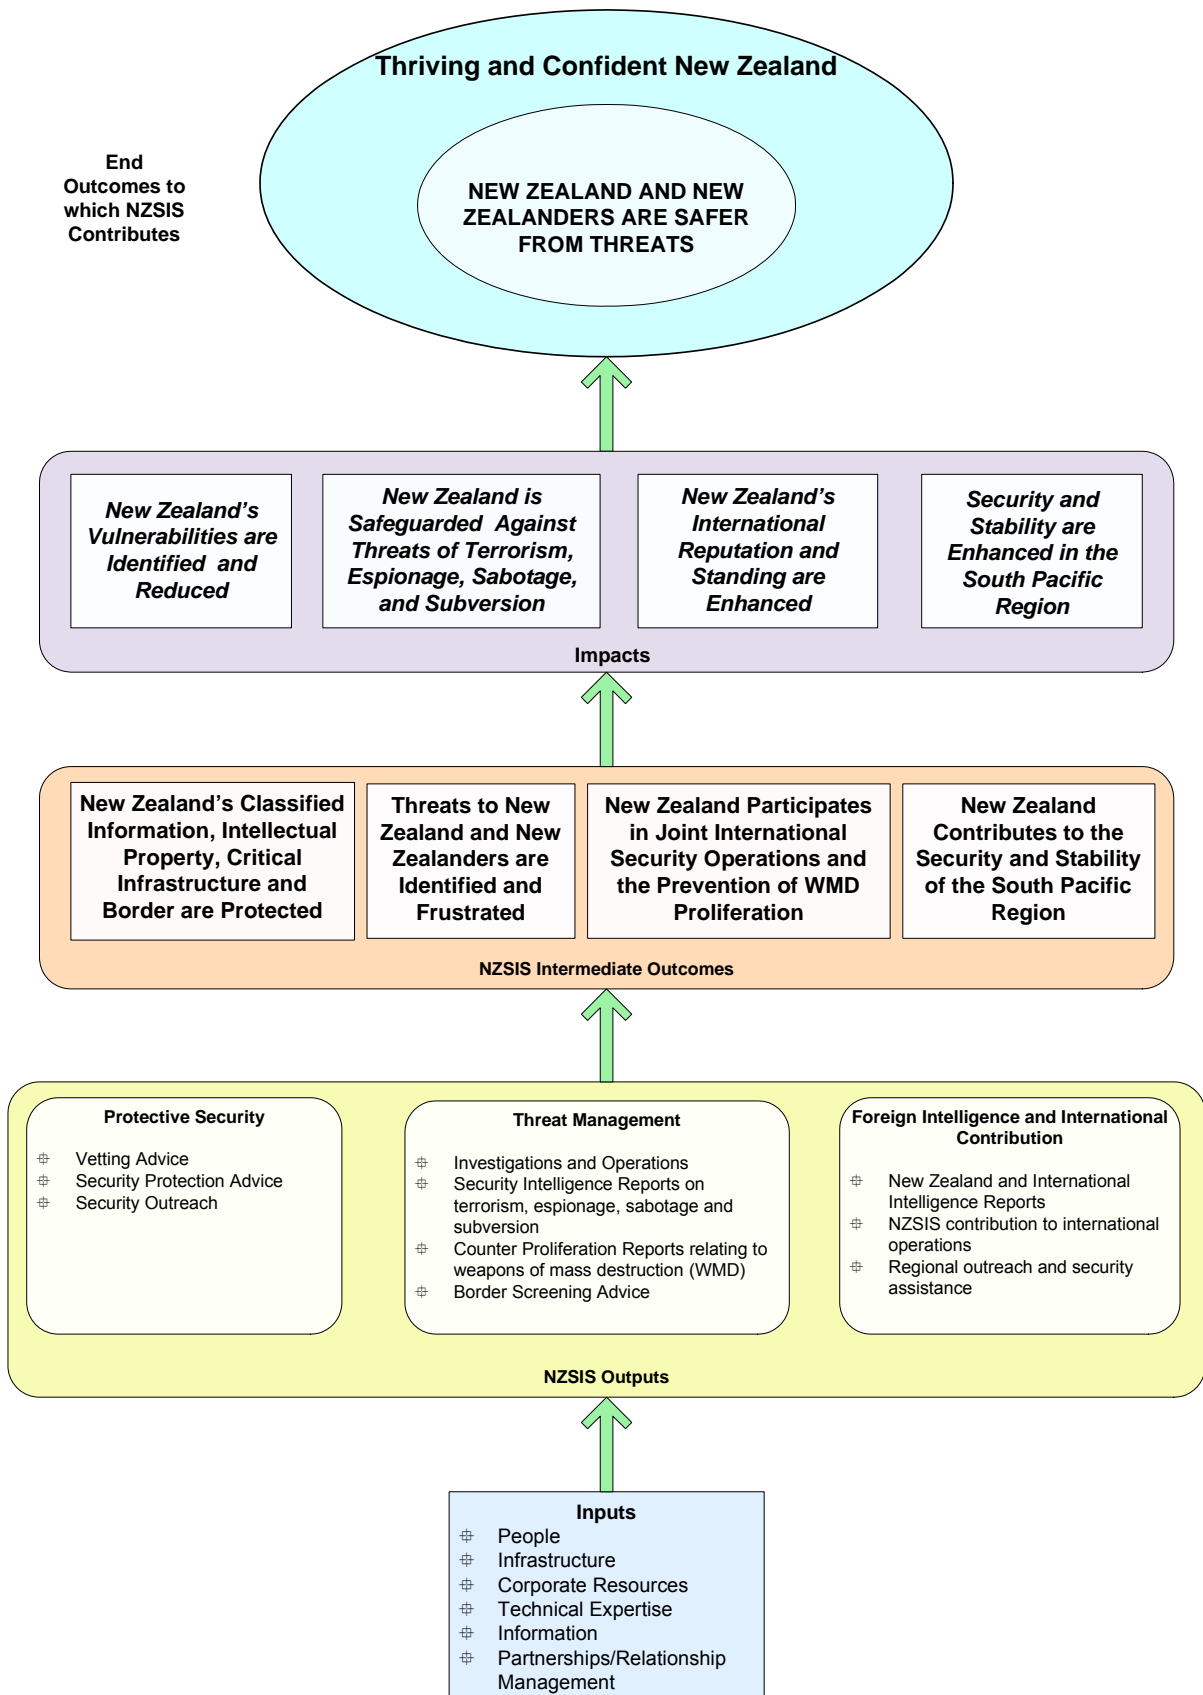 Thriving and Confident New Zealand
End
Outcomes to
which NZSIS
Contributes
NEW ZEALAND AND NEW
ZEALANDERS ARE SAFER
FROM THREATS
New Zealand's
Vulnerabilities are
Identified and
Reduced
New Zealand is
Safeguarded Against
Threats of Terrorism,
Espionage, Sabotage,
and Subversion
New Zealand's
International
Reputation and
Standing are
Enhanced
Security and
Stability are
Enhanced in the
South Pacific
Region
Impacts
New Zealand's Classified
Information, Intellectual
Property, Critical
Infrastructure and
Border are Protected
Threats to New
Zealand and New
Zealanders are
Identified and
Frustrated
New Zealand Participates
in Joint International
Security Operations and
the Prevention of WMD
Proliferation
New Zealand
Contributes to the
Security and Stability
of the South Pacific
Region
NZSIS Intermediate Outcomes
Protective Security
Vetting Advice
Security Protection Advice
Security Outreach
Threat Management
Investigations and Operations
Security Intelligence Reports on
terrorism, espionage, sabotage and
subversion
Counter Proliferation Reports relating to
weapons of mass destruction (WMD)
Border Screening Advice
Foreign Intelligence and International
Contribution
New Zealand and International
Intelligence Reports
NZSIS contribution to international
operations
Regional outreach and security
assistance
NZSIS Outputs
Inputs
People
Infrastructure
Corporate Resources
Technical Expertise
Information
Partnerships/Relationship
Management